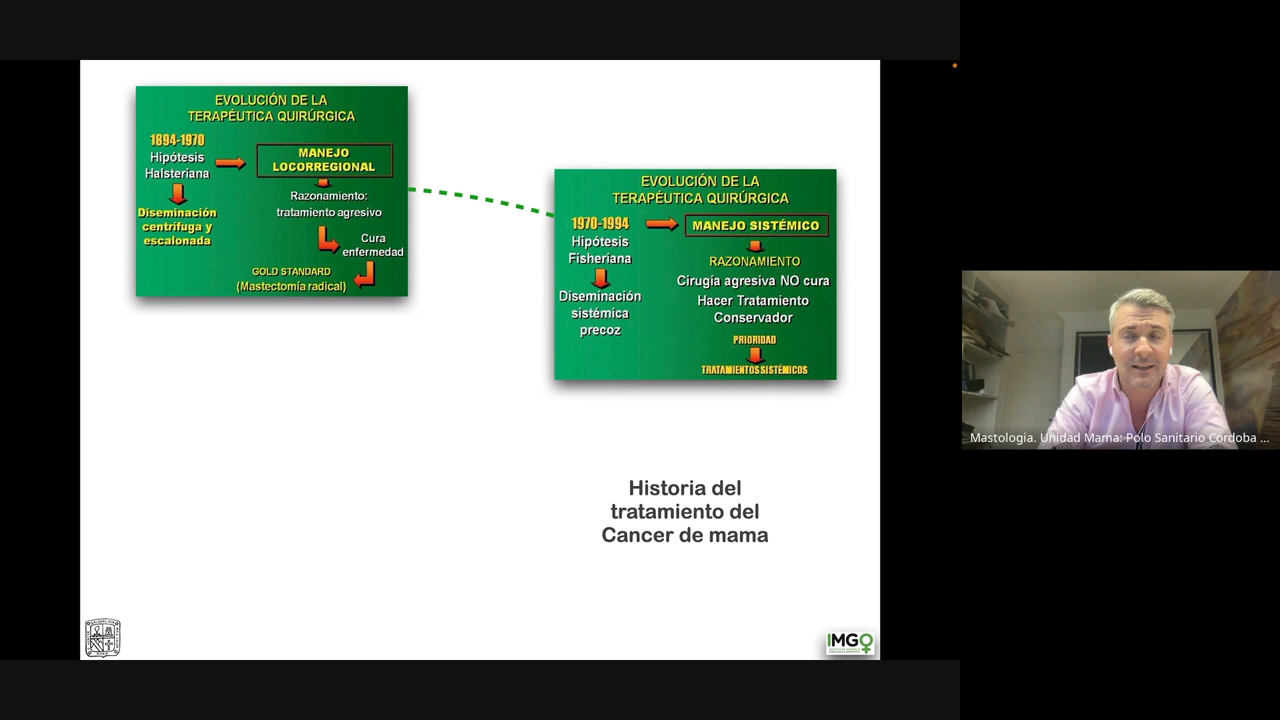 EVOLUCIÓN DE LA
TERAPÉUTICA QUIRÚRGICA
1894-1970
Hipótesis
Halsteriana
Diseminación
centrífuga y
escalonada
MANEJO
LOCORREGIONAL
Razonamiento:
tratamiento agresivo
Cura
enfermedad
GOLD STANDARD
(Mastectomía radical)
EVOLUCIÓN DE LA
TERAPÉUTICA QUIRÚRGICA
1970-1994
Hipótesis
Fisheriana
Diseminación
sistémica
precoz
MANEJO SISTÉMICO
RAZONAMIENTO
Cirugía agresiva NO cura
Hacer Tratamiento
Conservador
PRIORIDAD
TRATAMIENTOS SISTÉMICOS
Historia del
tratamiento del
Cancer de mama
IMGO
Mastologia. Unidad Mama: Polo Sanitario Cordoba ...